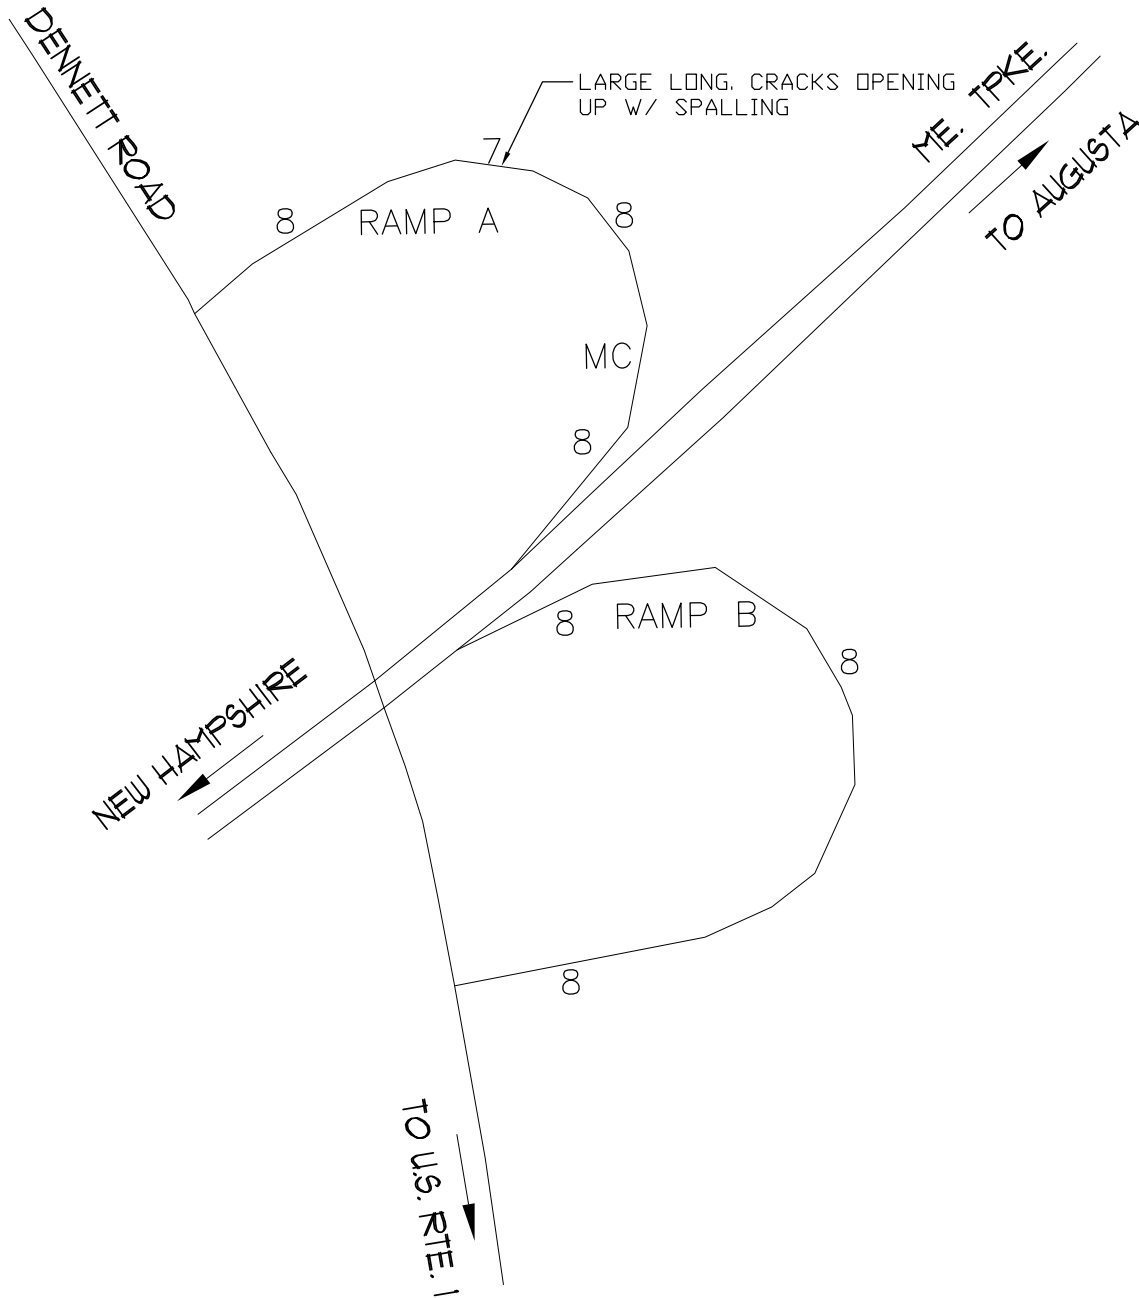 DENNETT ROAD
LARGE LONG. CRACKS OPENING
UP W/ SPALLING
ME. TPKE.
TO AUGUSTA
7
8
RAMP A
8
MC
8
RAMP B
8
8
NEW HAMPSHIRE
8
TO U.S. RTE. 1